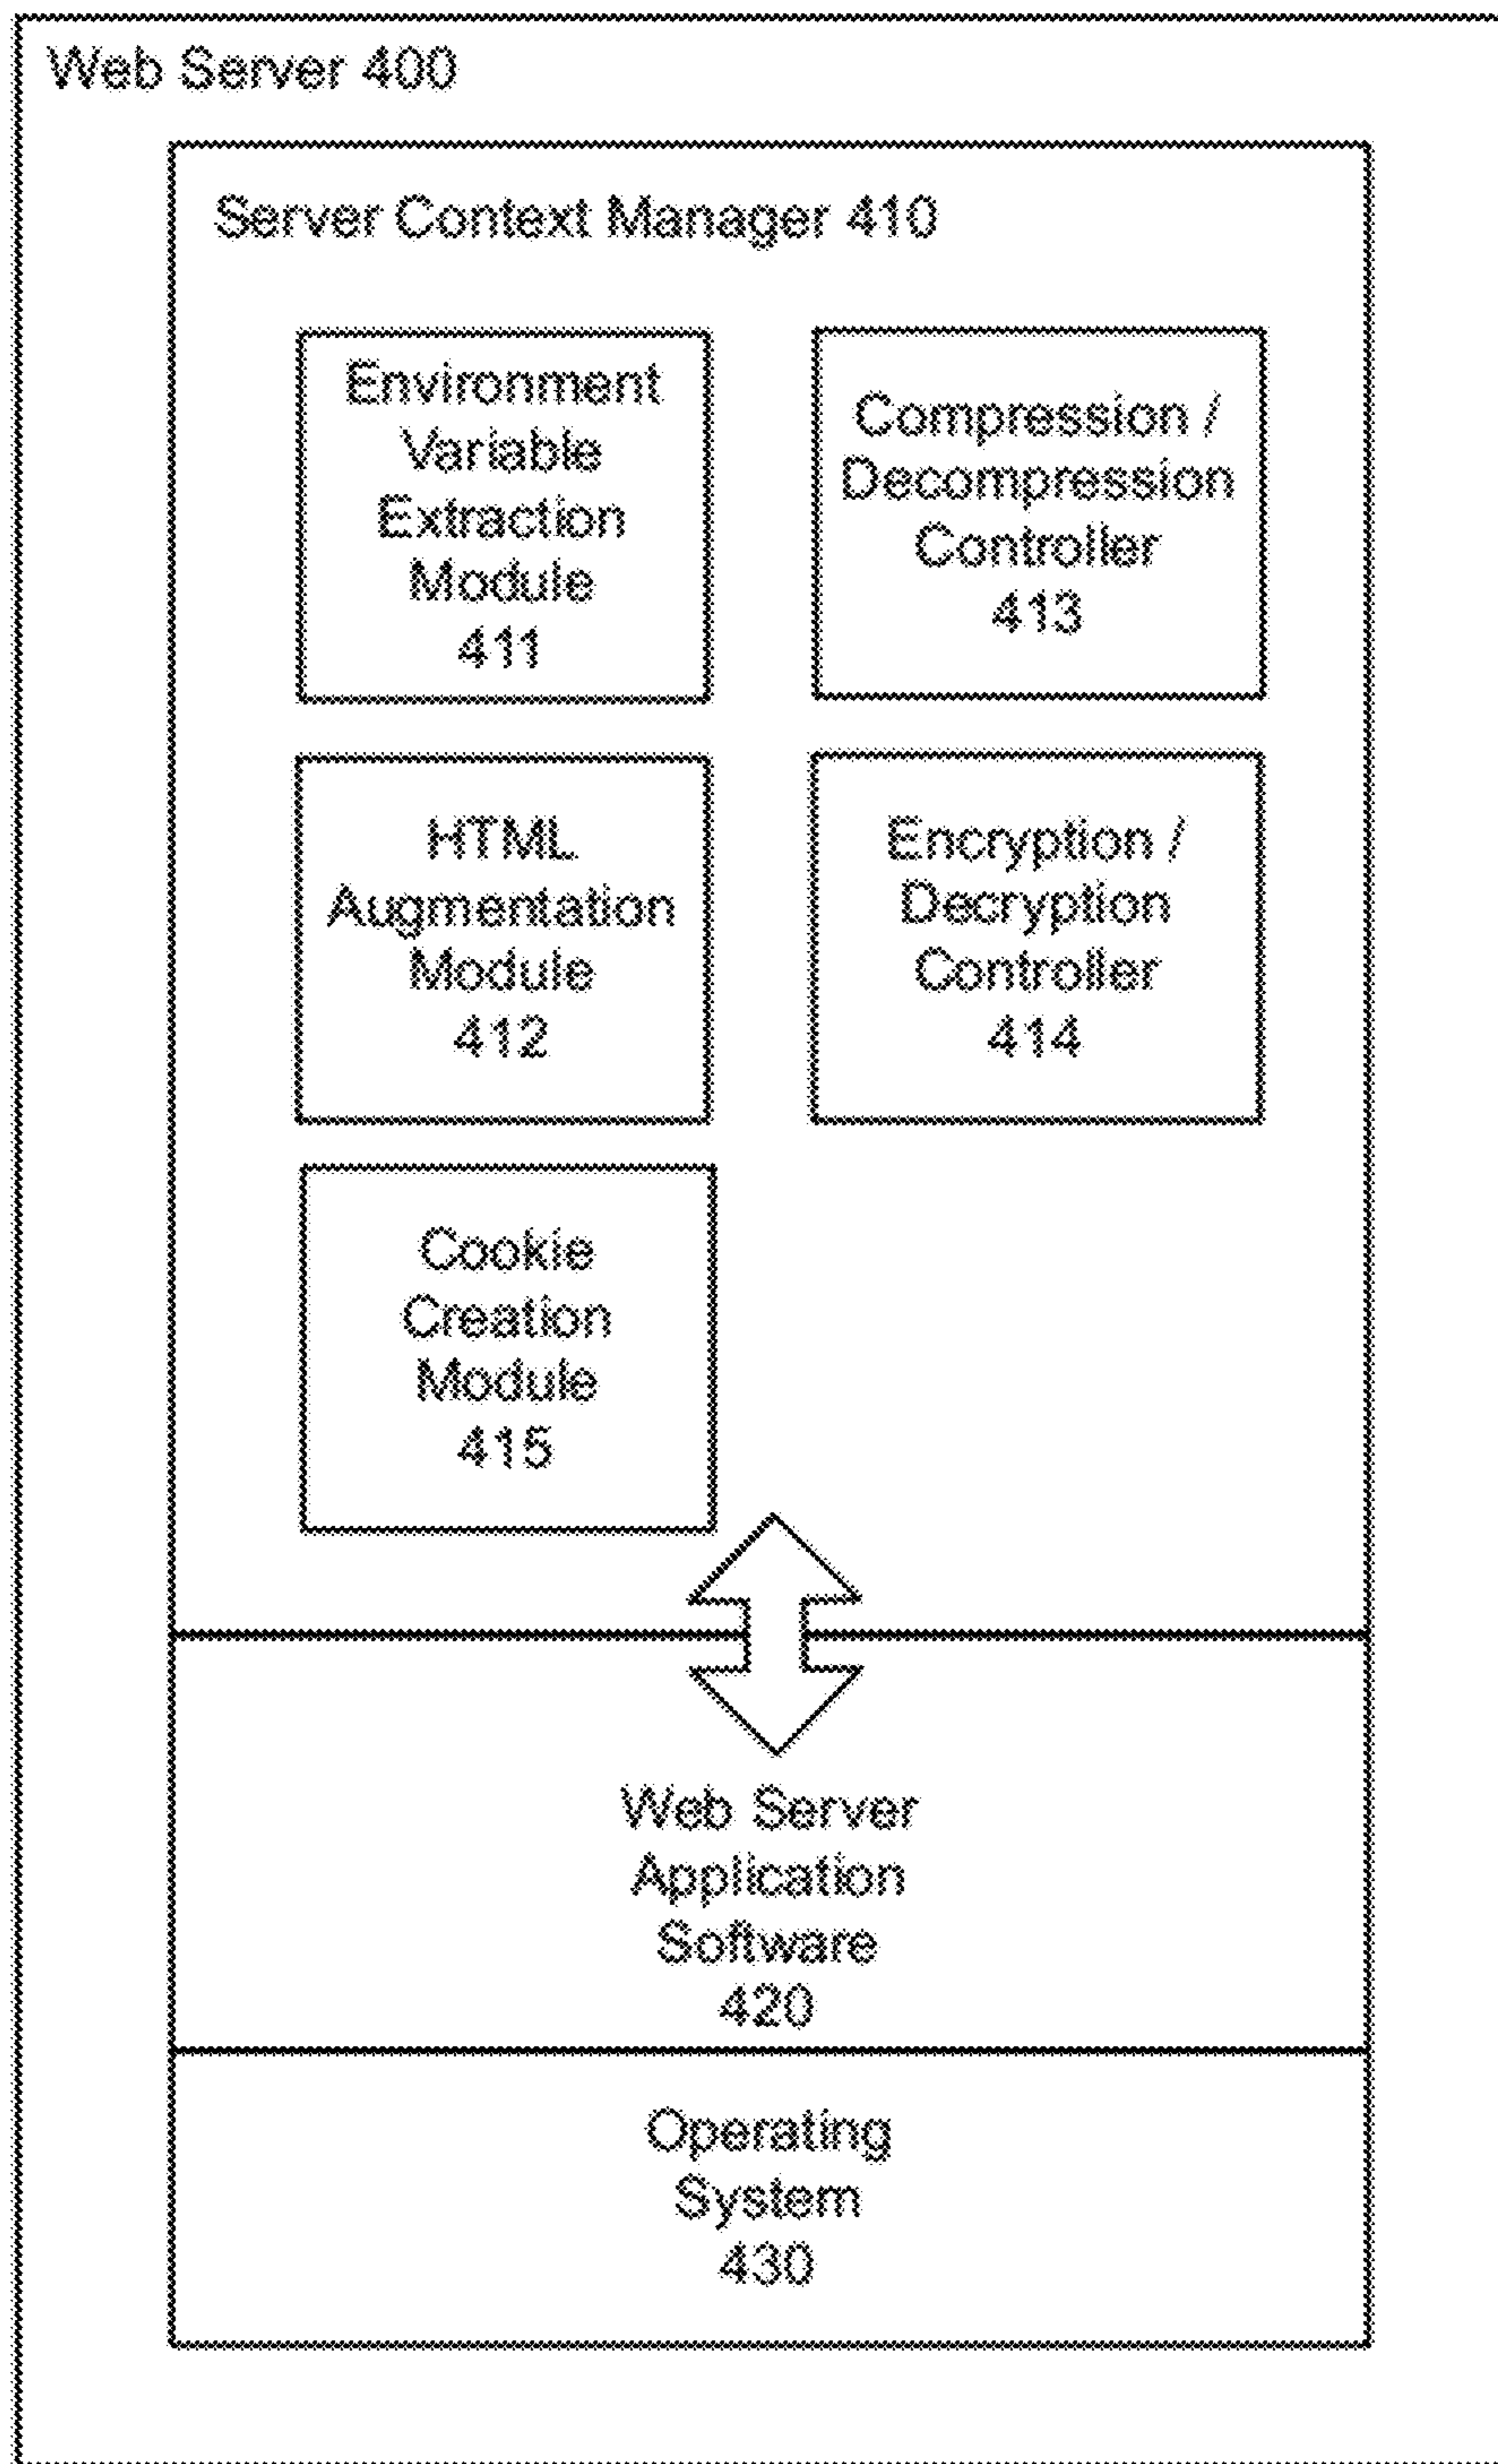 Web Server 400
Server Context Manager 410
Environment
Variable
Extraction
Module
411
Compression /
Decompression
Controller
413
HTML
Augmentation
Module
412
Encryption /
Decryption
Controller
414
Cookie
Creation
Module
415
Web Server
Application
Software
420
Operating
System
430